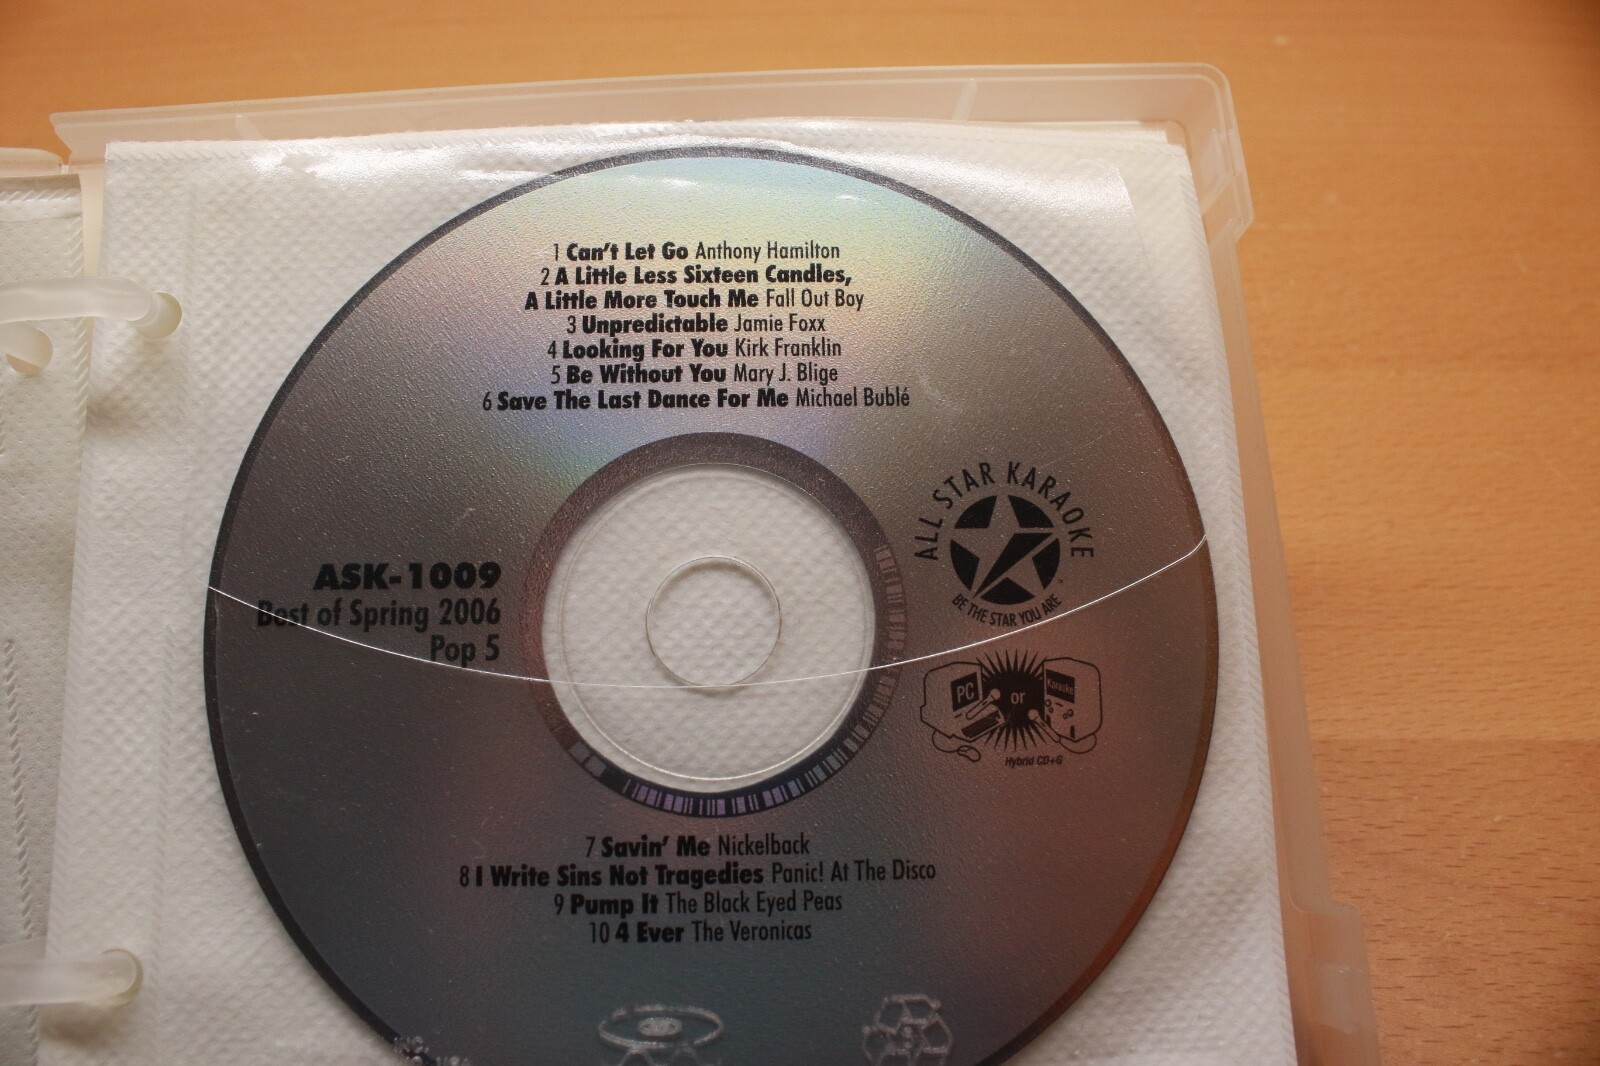 1 Can't Let Go Anthony Hamilton
2 A Little Less Sixteen Candles,
A Little More Touch Me Fall Out Boy
3 Unpredictable Jamie Foxx
4 Looking For You Kirk Franklin
5 Be Without You Mary J. Blige
6 Save The Last Dance For Me Michael Bublé
ALL STAR KARAOKE
BE THE STAR YOU ARE
ASK-1009
Best of Spring 2006
Pop 5
PC or Karaoke
Hybrid CD+G
7 Savin' Me Nickelback
8 I Write Sins Not Tragedies Panic! At The Disco
9 Pump It The Black Eyed Peas
10 4 Ever The Veronicas